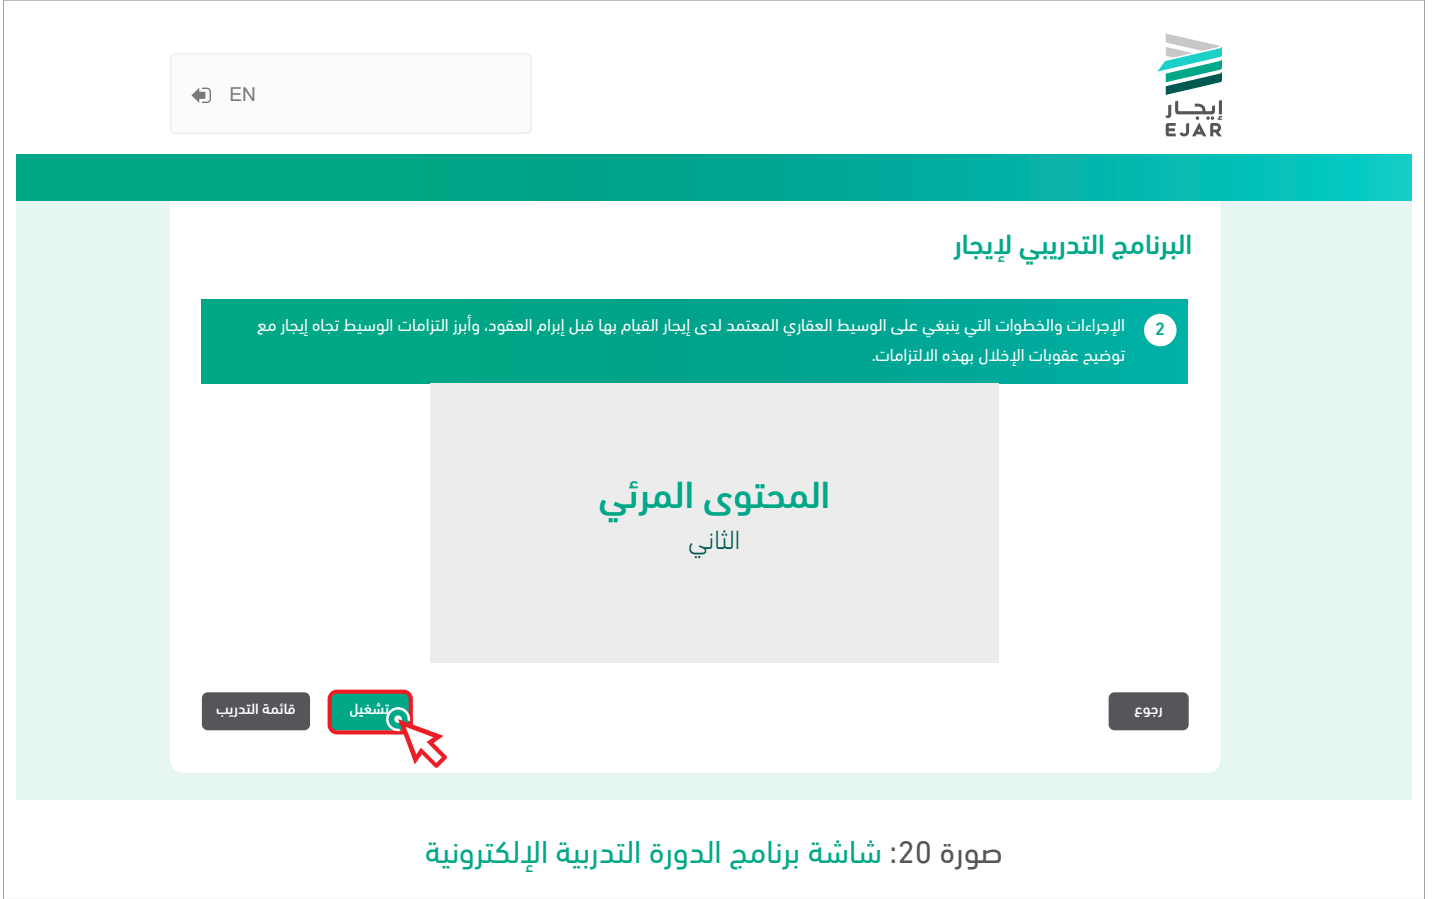 إيجـار
EJAR
EN
البرنامج التدريبي لإيجار
2
الإجراءات والخطوات التي ينبغي على الوسيط العقاري المعتمد لدى إيجار القيام بها قبل إبرام العقود، وأبرز التزامات الوسيط تجاه إيجار مع
توضيح عقوبات الإخلال بهذه الالتزامات.
المحتوى المرئي
الثاني
رجوع
تشغيل
قائمة التدريب
صورة 20: شاشة برنامج الدورة التدربية الإلكترونية